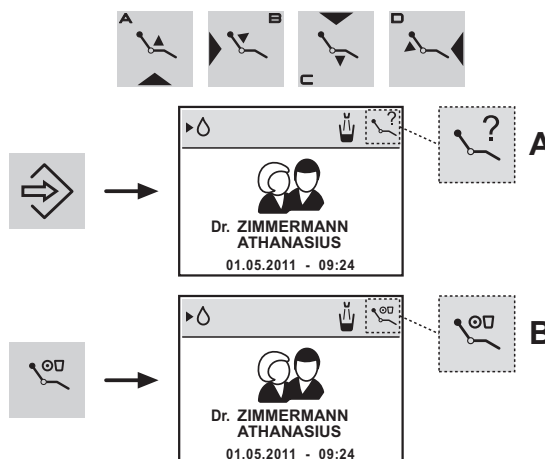 A B C D
?
?
A
Dr. ZIMMERMANN
ATHANASIUS
01.05.2011 - 09:24
B
Dr. ZIMMERMANN
ATHANASIUS
01.05.2011 - 09:24